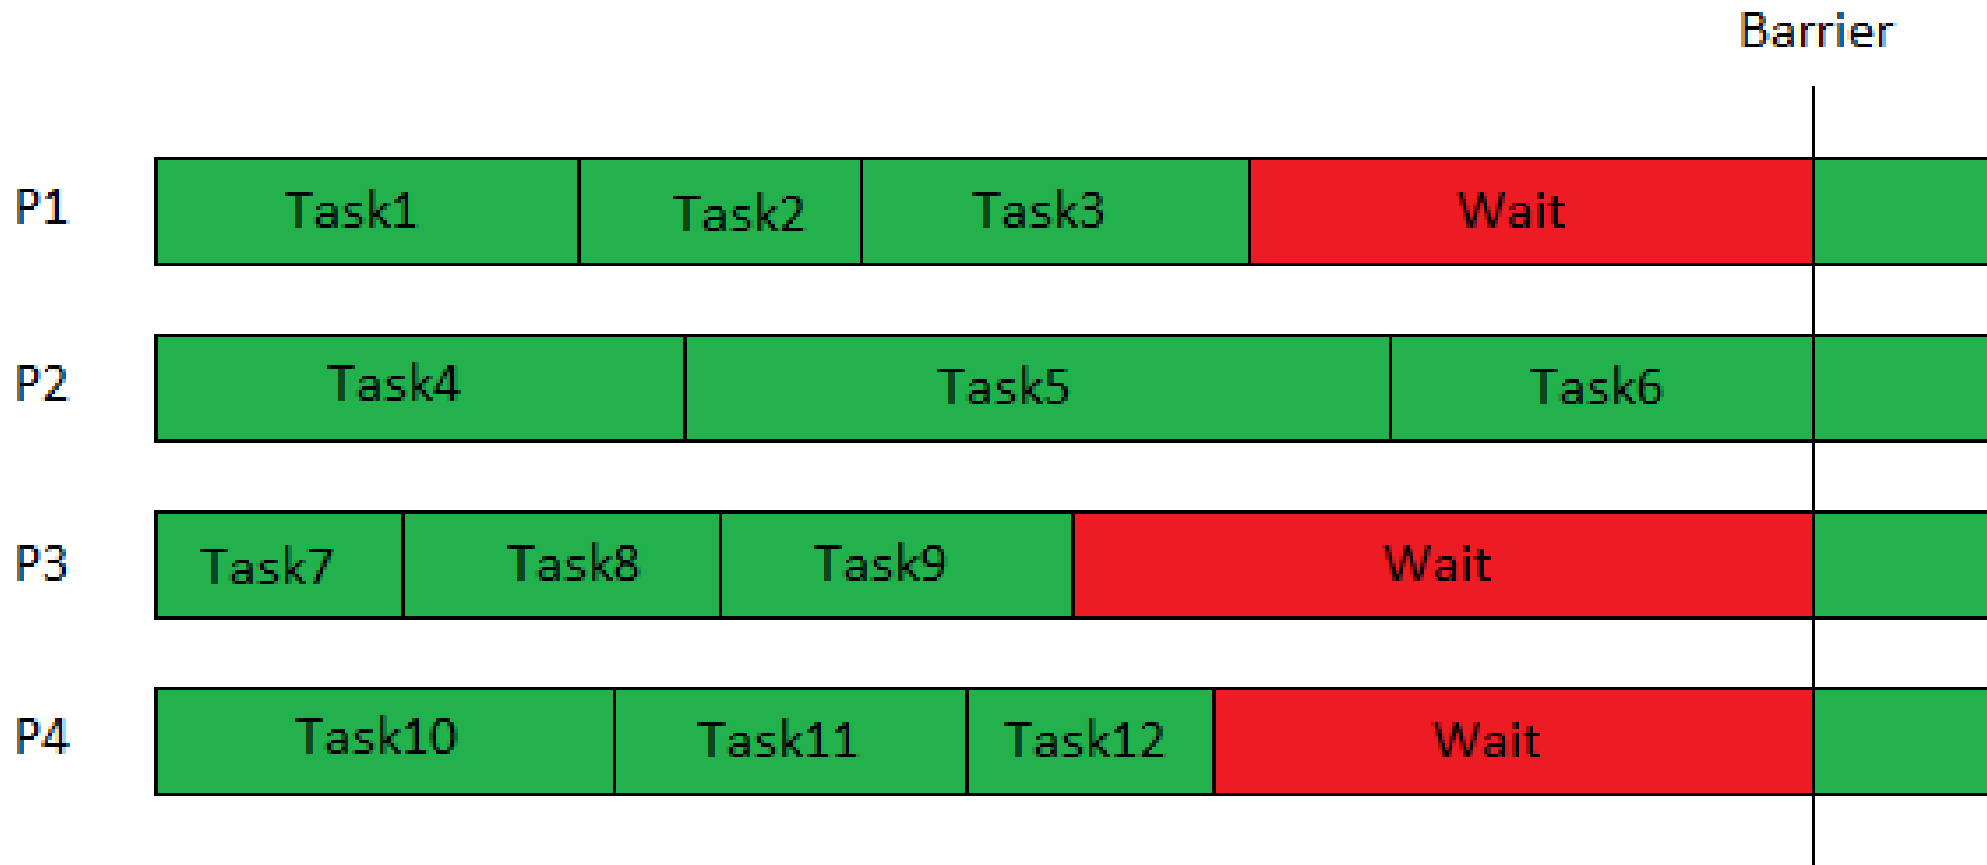 Barrier
P1 Task1 Task2 Task3 Wait
P2 Task4 Task5 Task6
P3 Task7 Task8 Task9 Wait
P4 Task10 Task11 Task12 Wait